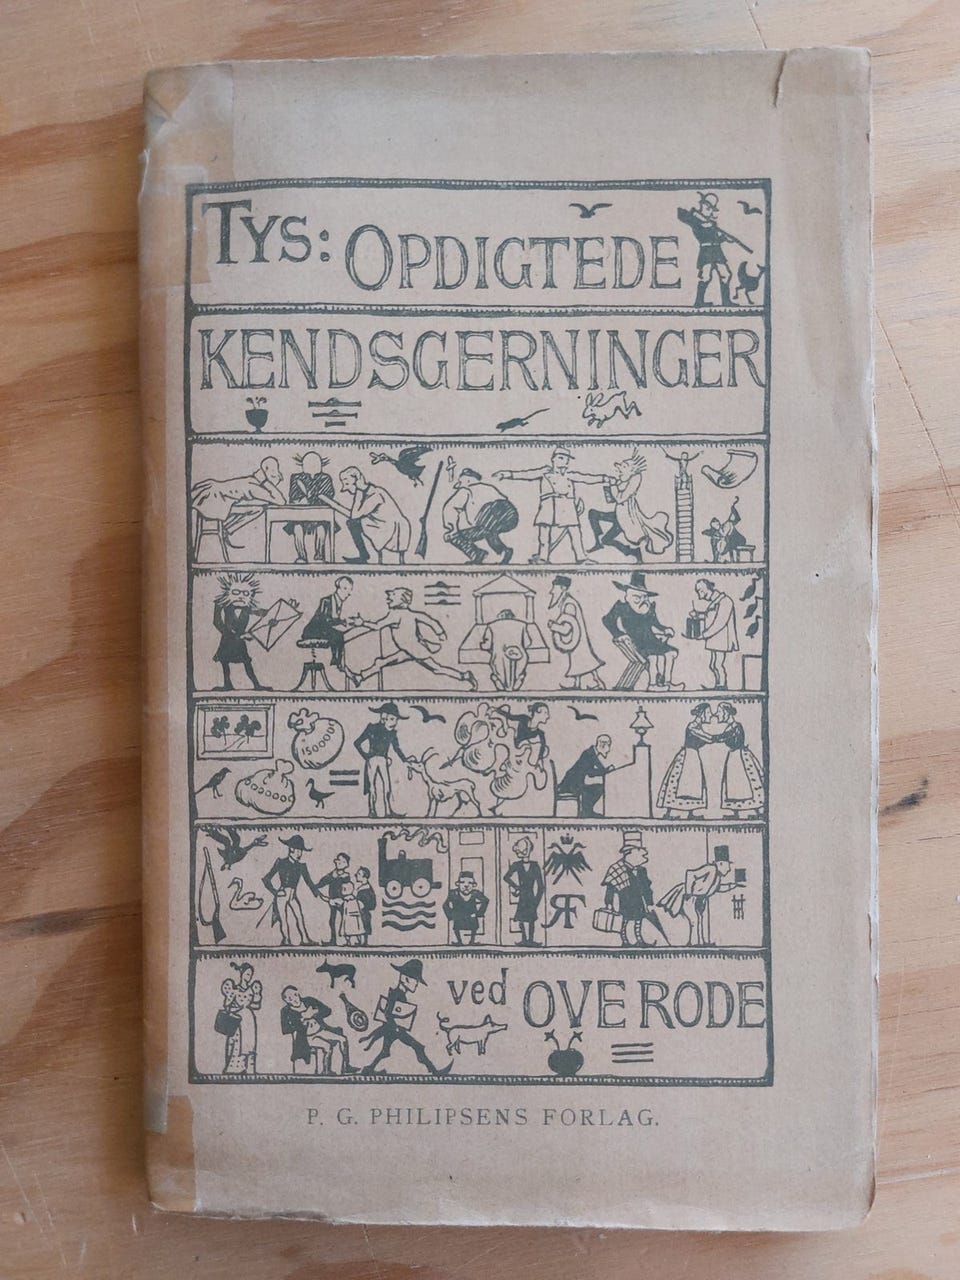 TYS: OPDIGTEDE
KENDSGERNINGER
15000
ved OVE RODE
P. G. PHILIPSENS FORLAG.